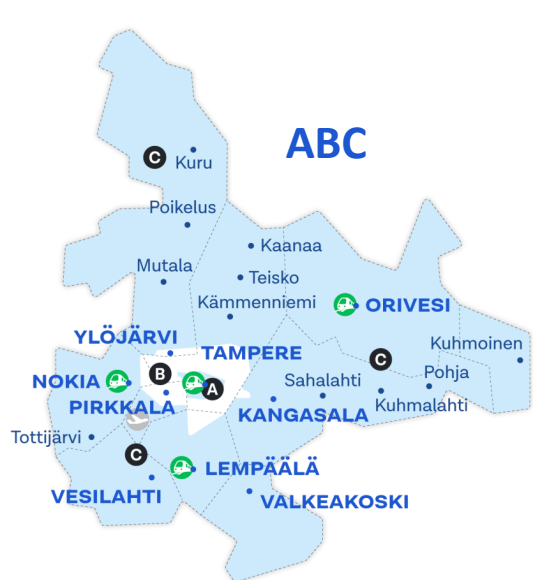 ABC
C
Kuru
Poikelus
Kaanaa
Mutala
Teisko
Kämmenniemi
ORIVESI
YLÖJÄRVI
TAMPERE
Kuhmoinen
C
NOKIA
B
A
Sahalahti
Pohja
PIRKKALA
KANGASALA
Kuhmalahti
Tottijärvi
C
LEMPÄÄLÄ
VESILAHTI
VALKEAKOSKI